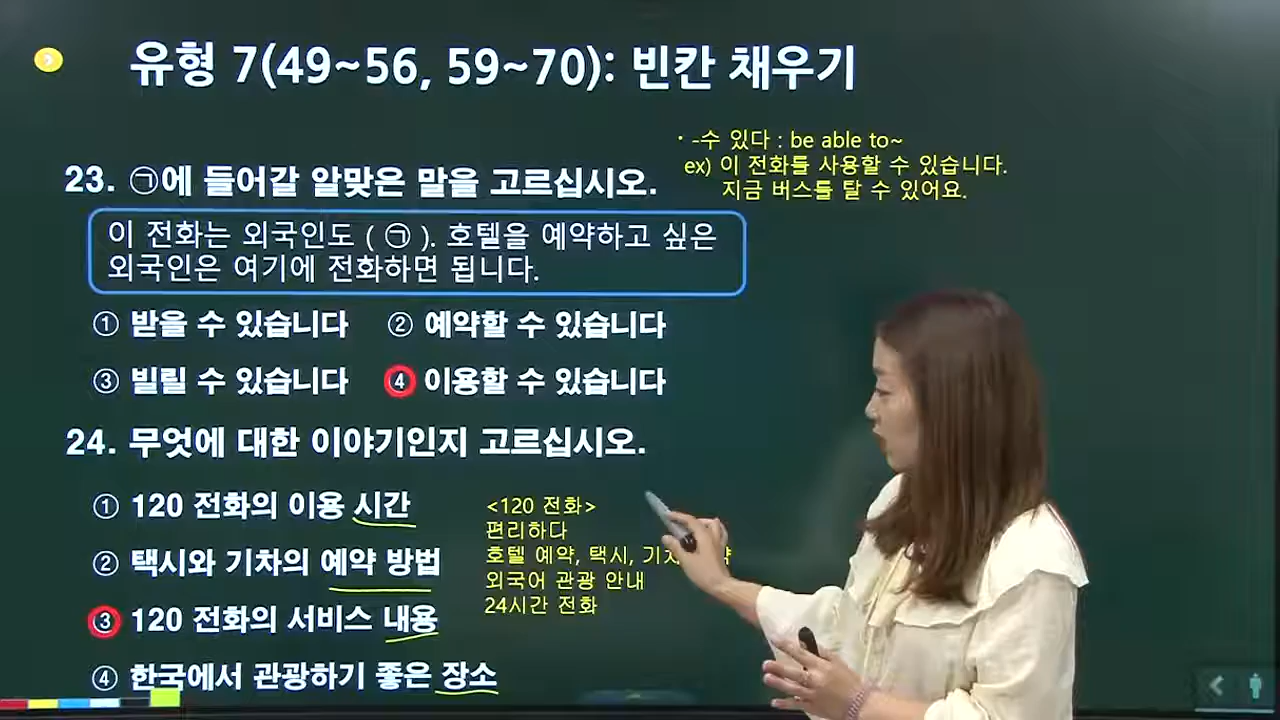 유형 7(49~56, 59~70): 빈칸 채우기
· -수 있다 : be able to~
ex) 이 전화를 사용할 수 있습니다.
지금 버스를 탈 수 있어요.
23. ㉠에 들어갈 알맞은 말을 고르십시오.
이 전화는 외국인도 ( ㉠ ). 호텔을 예약하고 싶은
외국인은 여기에 전화하면 됩니다.
① 받을 수 있습니다 ② 예약할 수 있습니다
③ 빌릴 수 있습니다 ④ 이용할 수 있습니다
24. 무엇에 대한 이야기인지 고르십시오.
① 120 전화의 이용 시간
② 택시와 기차의 예약 방법
③ 120 전화의 서비스 내용
④ 한국에서 관광하기 좋은 장소
<120 전화>
편리하다
호텔 예약, 택시,
외국어 관광 안내
24시간 전화